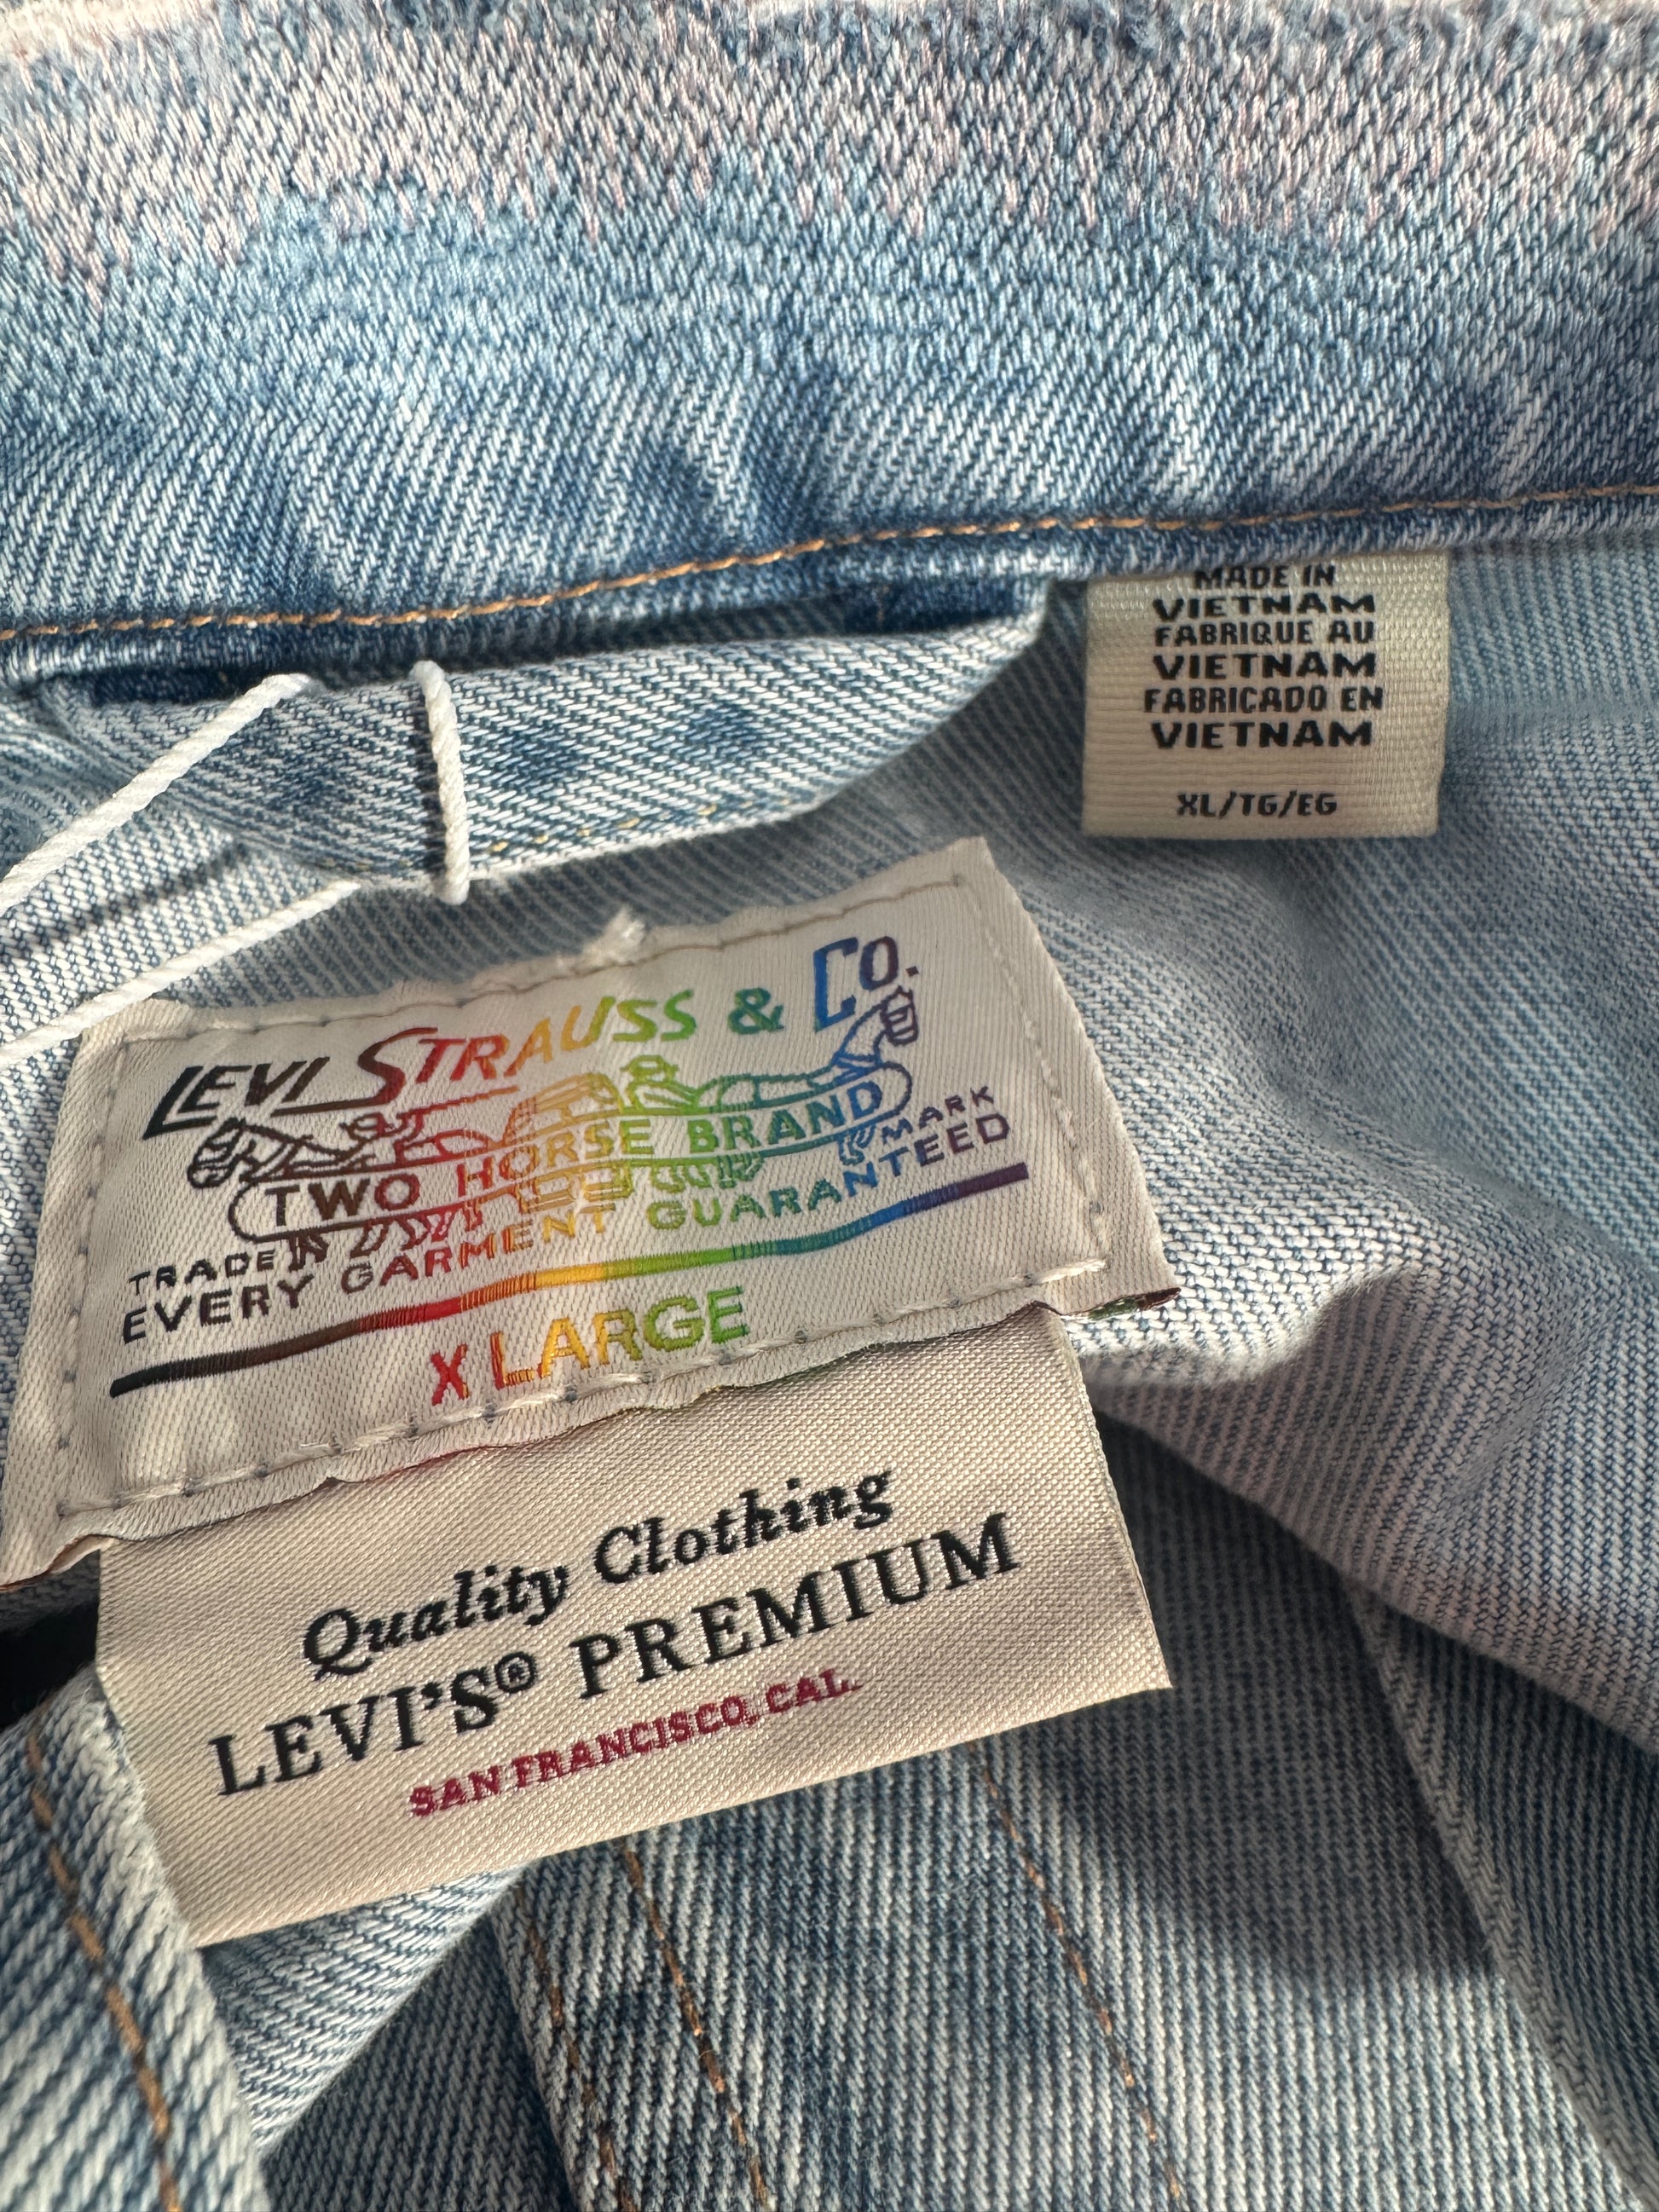 MADE IN
VIETNAM
FABRIQUE AU
VIETNAM
FABRICADO EN
VIETNAM
XL/TG/EG
LEVI STRAUSS & CO.
TWO HORSE BRAND
TRADE MARK
EVERY GARMENT GUARANTEED
X LARGE
Quality Clothing
LEVI'S® PREMIUM
SAN FRANCISCO, CAL.